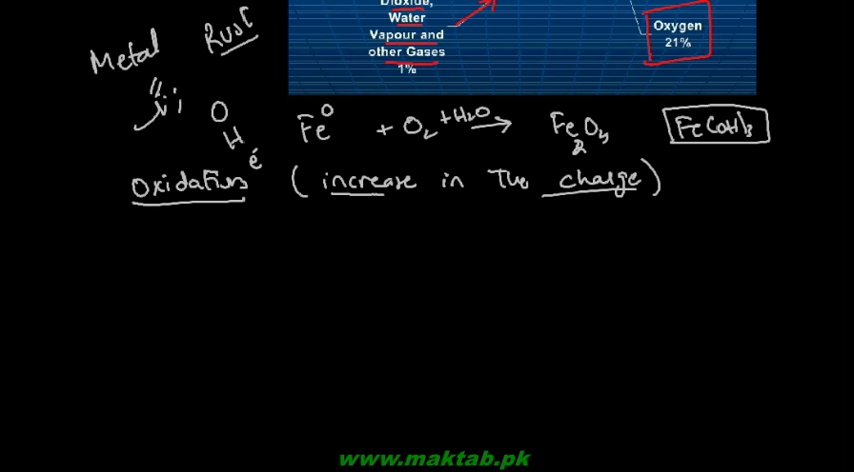 Dioxide,
Water
Vapour and
other Gases
1%
Oxygen
21%
Metal Rust
O
H
Fe⁰ + O₂ + H₂O → Fe₂O₃ Fe(OH)₃
é
Oxidation (increase in The charge)
www.maktab.pk